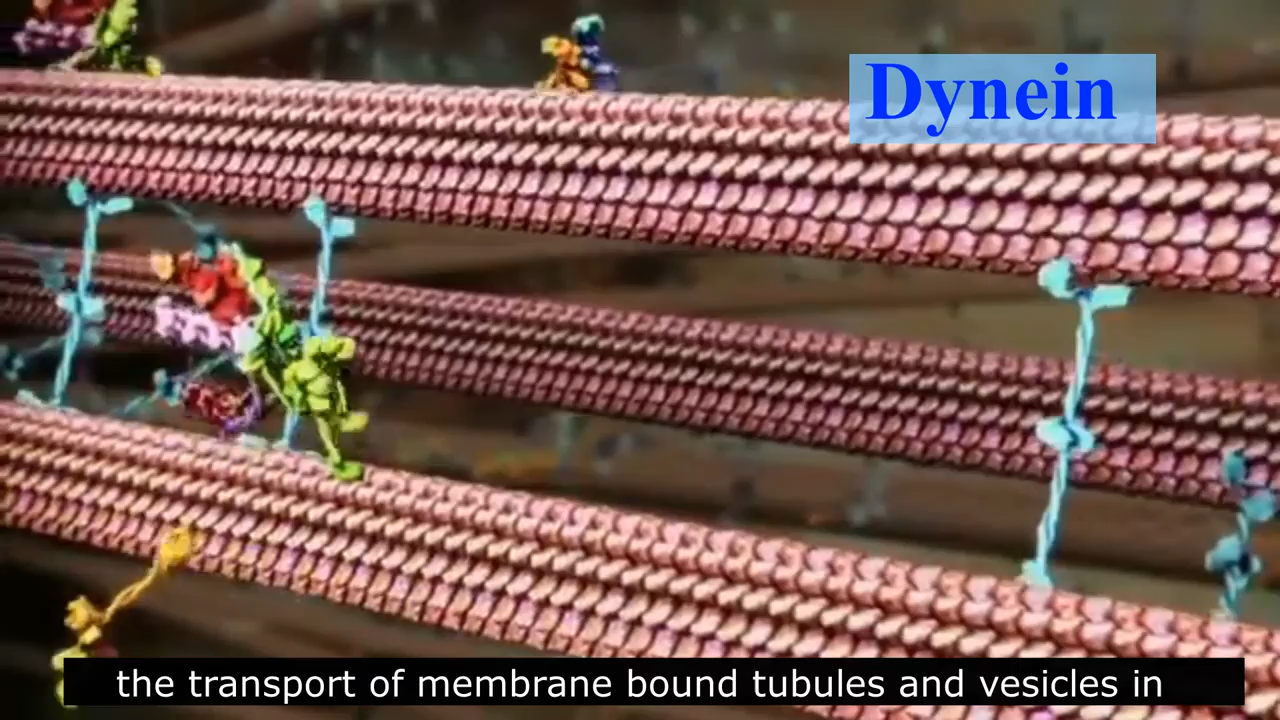 Dynein
the transport of membrane bound tubules and vesicles in